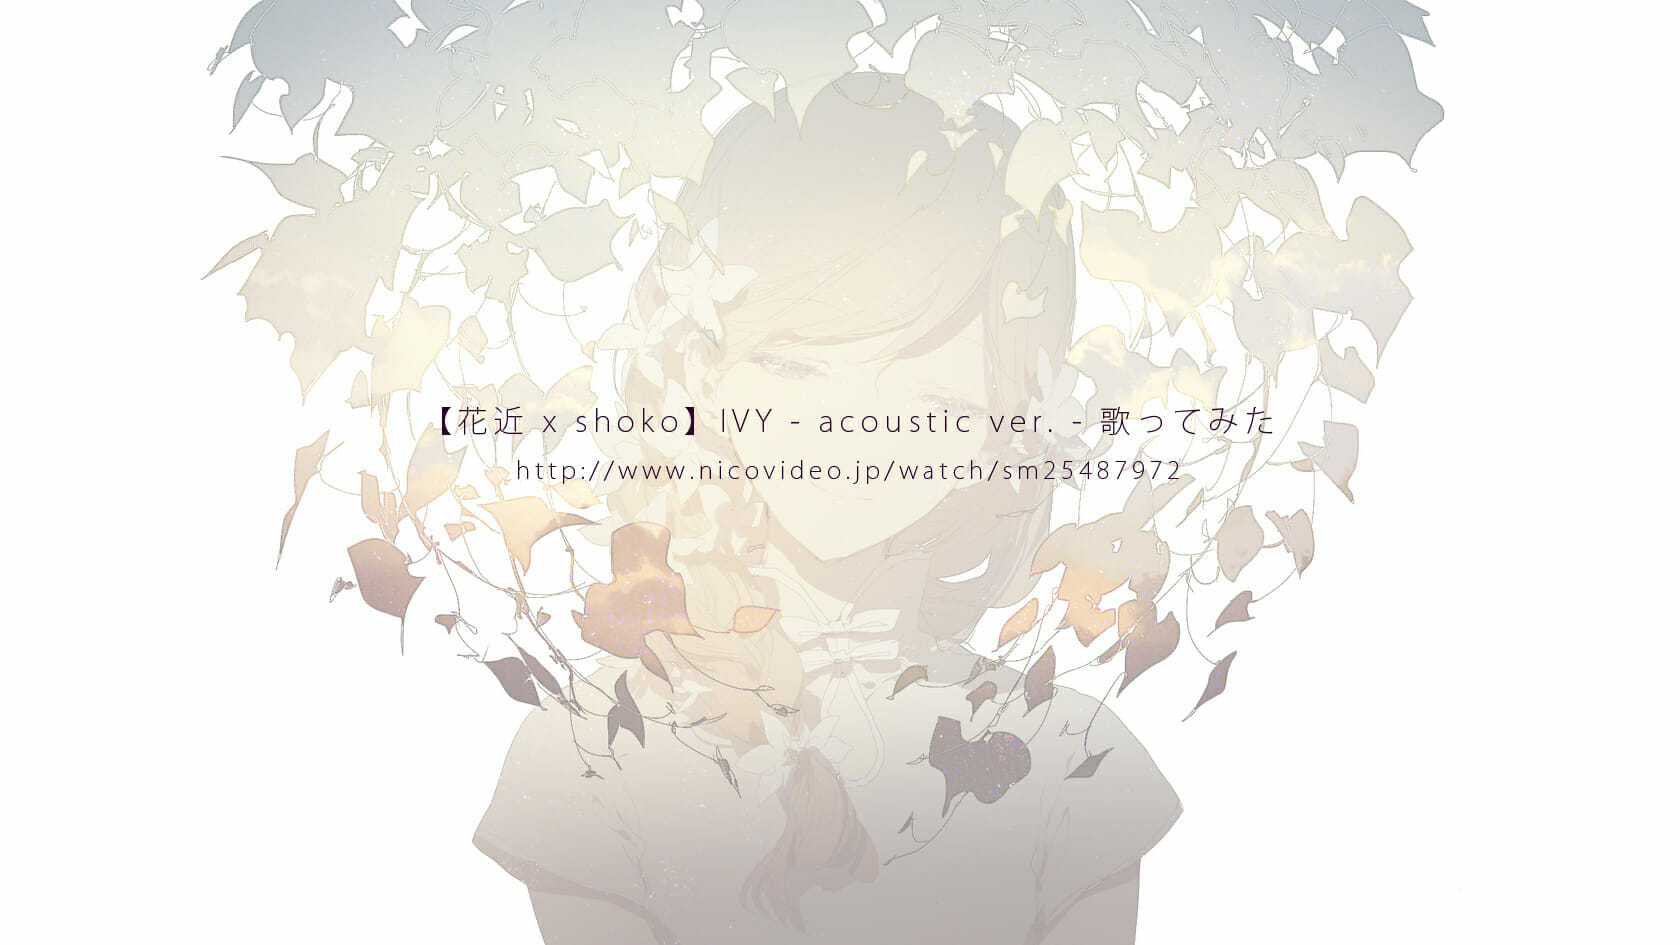 【花近 x shoko】IVY - acoustic ver. - 歌ってみた
http://www.nicovideo.jp/watch/sm25487972